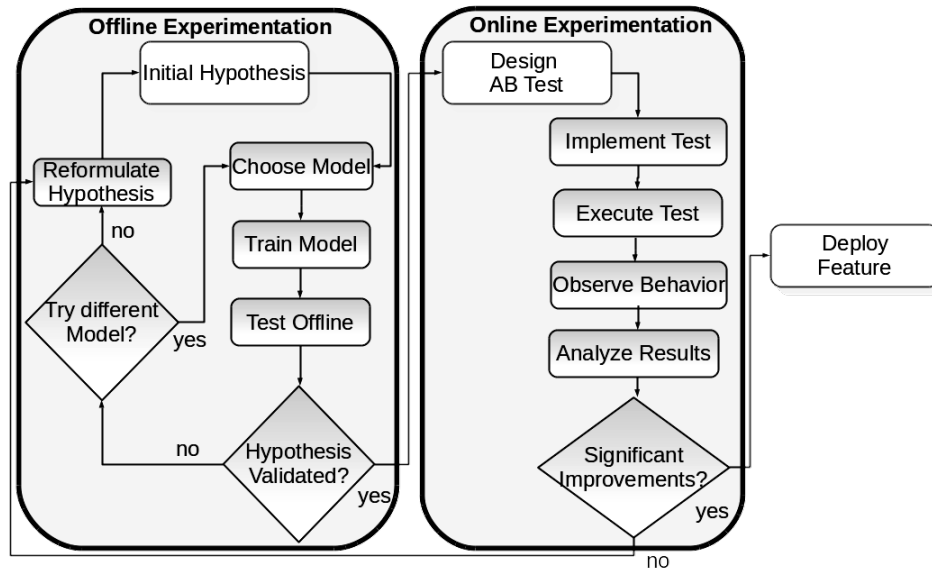 Offline Experimentation
Initial Hypothesis
Choose Model
Reformulate
Hypothesis
no
Train Model
Try different
Model?
yes
Test Offline
no
Hypothesis
Validated?
yes
Online Experimentation
Design
AB Test
Implement Test
Execute Test
Observe Behavior
Analyze Results
Significant
Improvements?
yes
no
Deploy
Feature